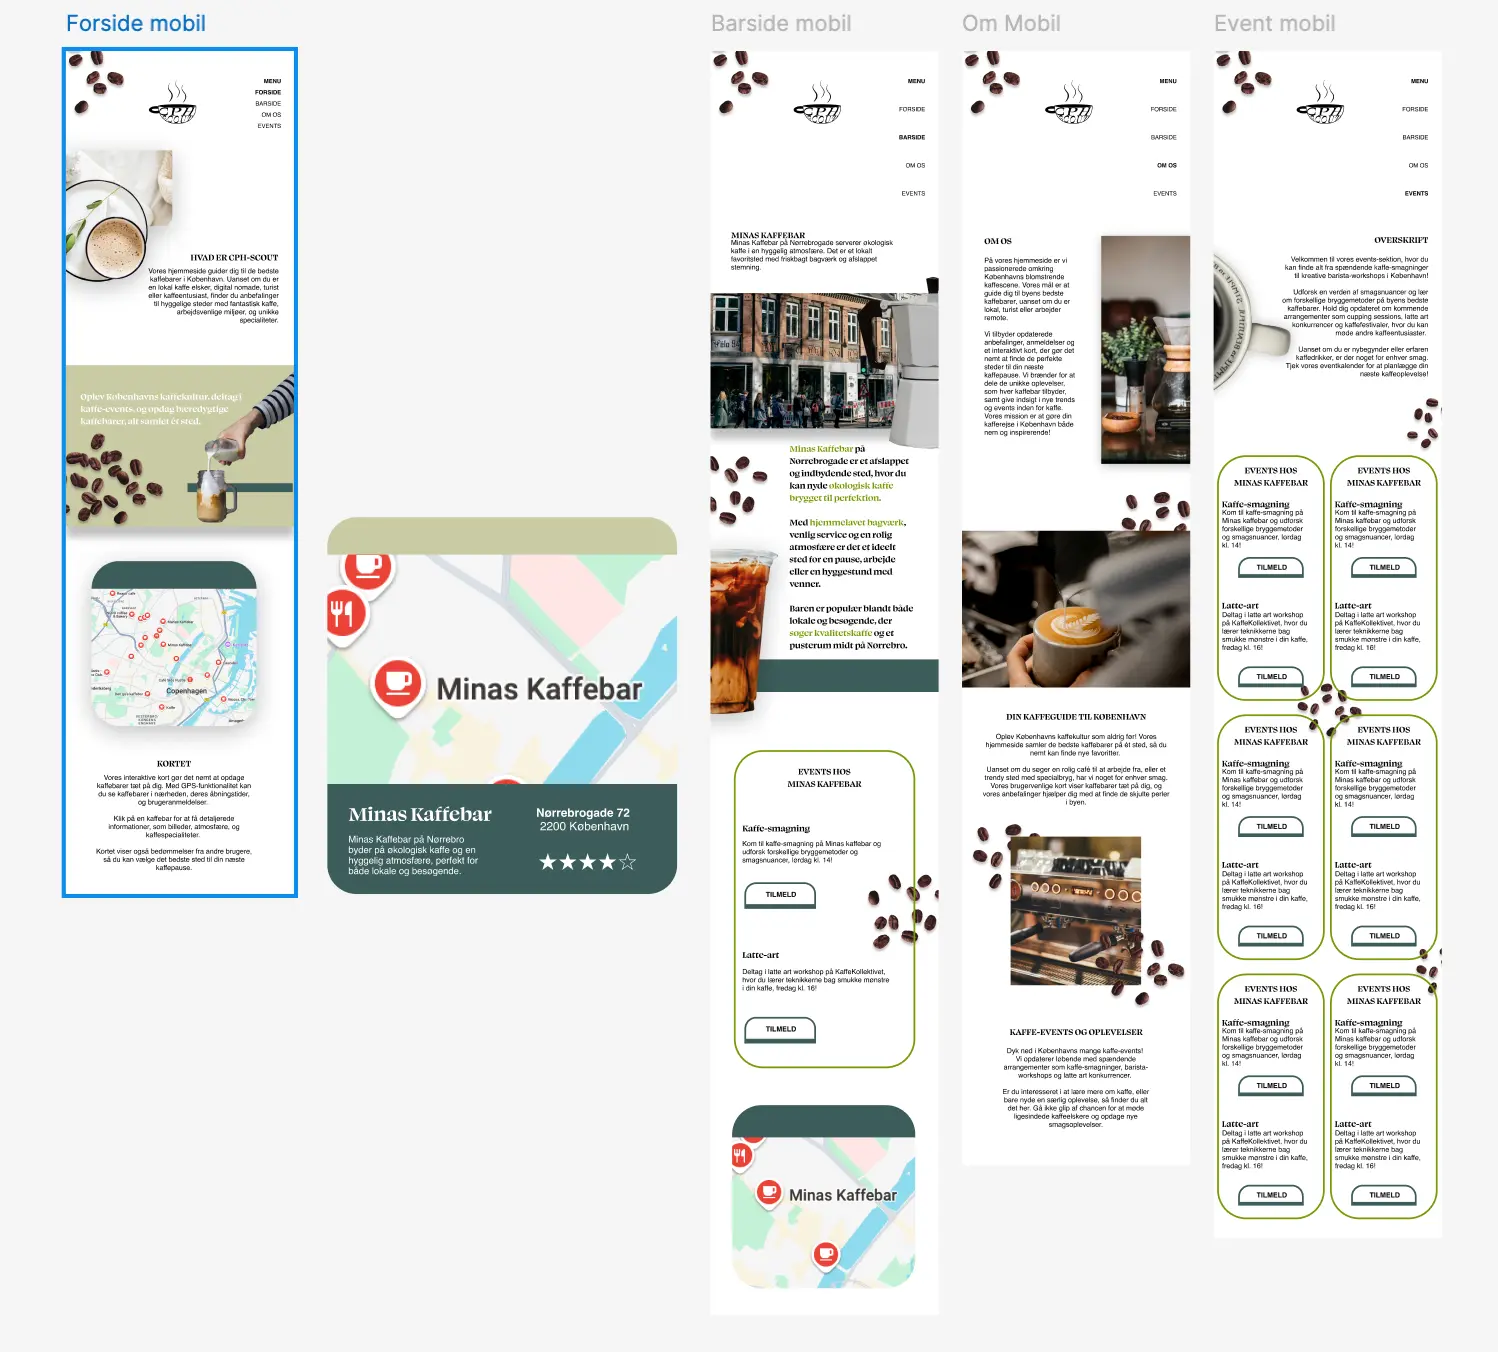 Forside mobil
MENU
FORSIDE
BARSIDE
OM OS
EVENTS
HVAD ER CPH-SCOUT
Vores hjemmeside guider dig til de bedste
kaffebarer i København. Uanset om du er
en lokal kaffe elsker, digital nomade, turist
eller kaffeentusiast, finder du anbefalinger
til hyggelige steder med fantastisk kaffe,
arbejdsvenlige miljøer, og unikke
specialiteter.
Oplev Københavns kaffekultur, deltag i
kaffe-events, og opdag bæredygtige
kaffebarer, alt samlet ét sted.
Minas Kaffebar
Copenhagen
KORTET
Vores interaktive kort gør det nemt at opdage
kaffebarer tæt på dig. Med GPS-funktionalitet kan
du se kaffebarer i nærheden, deres åbningstider,
og brugeranmeldelser.
Klik på en kaffebar for at få detaljerede
informationer, som billeder, atmosfære, og
kaffespecialiteter.
Kortet viser også bedømmelser fra andre brugere,
så du kan vælge det bedste sted til din næste
kaffepause.
4
Minas Kaffebar
Minas Kaffebar
Minas Kaffebar på Nørrebro
byder på økologisk kaffe og en
hyggelig atmosfære, perfekt for
både lokale og besøgende.
Nørrebrogade 72
2200 København
★★★★☆
Barside mobil
MENU
FORSIDE
BARSIDE
OM OS
EVENTS
MINAS KAFFEBAR
Minas Kaffebar på Nørrebrogade serverer økologisk
kaffe i en hyggelig atmosfære. Det er et lokalt
favoritsted med friskbagt bagværk og afslappet
stemning.
Minas Kaffebar på
Nørrebrogade er et afslappet
og indbydende sted, hvor du
kan nyde økologisk kaffe
brygget til perfektion.
Med hjemmelavet bagværk,
venlig service og en rolig
atmosfære er det et ideelt
sted for en pause, arbejde
eller en hyggestund med
venner.
Baren er populær blandt både
lokale og besøgende, der
søger kvalitetskaffe og et
pusterum midt på Nørrebro.
EVENTS HOS
MINAS KAFFEBAR
Kaffe-smagning
Kom til kaffe-smagning på Minas kaffebar og
udforsk forskellige bryggemetoder og
smagsnuancer, lørdag kl. 14!
TILMELD
Latte-art
Deltag i latte art workshop på KaffeKollektivet,
hvor du lærer teknikkerne bag smukke mønstre
i din kaffe, fredag kl. 16!
TILMELD
Minas Kaffebar
Om Mobil
MENU
FORSIDE
BARSIDE
OM OS
EVENTS
OM OS
På vores hjemmeside er vi
passionerede omkring
Københavns blomstrende
kaffescene. Vores mål er at
guide dig til byens bedste
kaffebarer, uanset om du er
lokal, turist eller arbejder
remote.
Vi tilbyder opdaterede
anbefalinger, anmeldelser og
et interaktivt kort, der gør det
nemt at finde de perfekte
steder til din næste
kaffepause. Vi brænder for at
dele de unikke oplevelser,
som hver kaffebar tilbyder,
samt give indsigt i nye trends
og events inden for kaffe.
Vores mission er at gøre din
kafferejse i København både
nem og inspirerende!
DIN KAFFEGUIDE TIL KØBENHAVN
Oplev Københavns kaffekultur som aldrig før! Vores
hjemmeside samler de bedste kaffebarer på ét sted, så du
nemt kan finde nye favoritter.
Uanset om du søger en rolig café til at arbejde fra, eller et
trendy sted med specialbryg, har vi noget for enhver smag.
Vores brugervenlige kort viser kaffebarer tæt på dig, og
vores anbefalinger hjælper dig med at finde de skjulte perler
i byen.
KAFFE-EVENTS OG OPLEVELSER
Dyk ned i Københavns mange kaffe-events!
Vi opdaterer løbende med spændende
arrangementer som kaffe-smagninger, barista-
workshops og latte art konkurrencer.
Er du interesseret i at lære mere om kaffe, eller
bare nyde en særlig oplevelse, så finder du alt
det her. Gå ikke glip af chancen for at møde
ligesindede kaffeelskere og opdage nye
smagsoplevelser.
Event mobil
MENU
FORSIDE
BARSIDE
OM OS
EVENTS
OVERSKRIFT
Velkommen til vores events-sektion, hvor du
kan finde alt fra spændende kaffe-smagninger
til kreative barista-workshops i København!
Udforsk en verden af smagsnuancer og lær
om forskellige bryggemetoder på byens bedste
kaffebarer. Hold dig opdateret om kommende
arrangementer som cupping sessions, latte art
konkurrencer og kaffefestivaler, hvor du kan
møde andre kaffeentusiaster.
Uanset om du er nybegynder eller erfaren
kaffedrikker, er der noget for enhver smag.
Tjek vores eventkalender for at planlægge din
næste kaffeoplevelse!
EVENTS HOS
MINAS KAFFEBAR
Kaffe-smagning
Kom til kaffe-smagning på
Minas kaffebar og udforsk
forskellige bryggemetoder
og smagsnuancer, lørdag
kl. 14!
TILMELD
Latte-art
Deltag i latte art workshop
på KaffeKollektivet, hvor du
lærer teknikkerne bag
smukke mønstre i din kaffe,
fredag kl. 16!
TILMELD
EVENTS HOS
MINAS KAFFEBAR
Kaffe-smagning
Kom til kaffe-smagning på
Minas kaffebar og udforsk
forskellige bryggemetoder
og smagsnuancer, lørdag
kl. 14!
TILMELD
Latte-art
Deltag i latte art workshop
på KaffeKollektivet, hvor du
lærer teknikkerne bag
smukke mønstre i din kaffe,
fredag kl. 16!
TILMELD
EVENTS HOS
MINAS KAFFEBAR
Kaffe-smagning
Kom til kaffe-smagning på
Minas kaffebar og udforsk
forskellige bryggemetoder
og smagsnuancer, lørdag
kl. 14!
TILMELD
Latte-art
Deltag i latte art workshop
på KaffeKollektivet, hvor du
lærer teknikkerne bag
smukke mønstre i din kaffe,
fredag kl. 16!
TILMELD
EVENTS HOS
MINAS KAFFEBAR
Kaffe-smagning
Kom til kaffe-smagning på
Minas kaffebar og udforsk
forskellige bryggemetoder
og smagsnuancer, lørdag
kl. 14!
TILMELD
Latte-art
Deltag i latte art workshop
på KaffeKollektivet, hvor du
lærer teknikkerne bag
smukke mønstre i din kaffe,
fredag kl. 16!
TILMELD
EVENTS HOS
MINAS KAFFEBAR
Kaffe-smagning
Kom til kaffe-smagning på
Minas kaffebar og udforsk
forskellige bryggemetoder
og smagsnuancer, lørdag
kl. 14!
TILMELD
Latte-art
Deltag i latte art workshop
på KaffeKollektivet, hvor du
lærer teknikkerne bag
smukke mønstre i din kaffe,
fredag kl. 16!
TILMELD
EVENTS HOS
MINAS KAFFEBAR
Kaffe-smagning
Kom til kaffe-smagning på
Minas kaffebar og udforsk
forskellige bryggemetoder
og smagsnuancer, lørdag
kl. 14!
TILMELD
Latte-art
Deltag i latte art workshop
på KaffeKollektivet, hvor du
lærer teknikkerne bag
smukke mønstre i din kaffe,
fredag kl. 16!
TILMELD